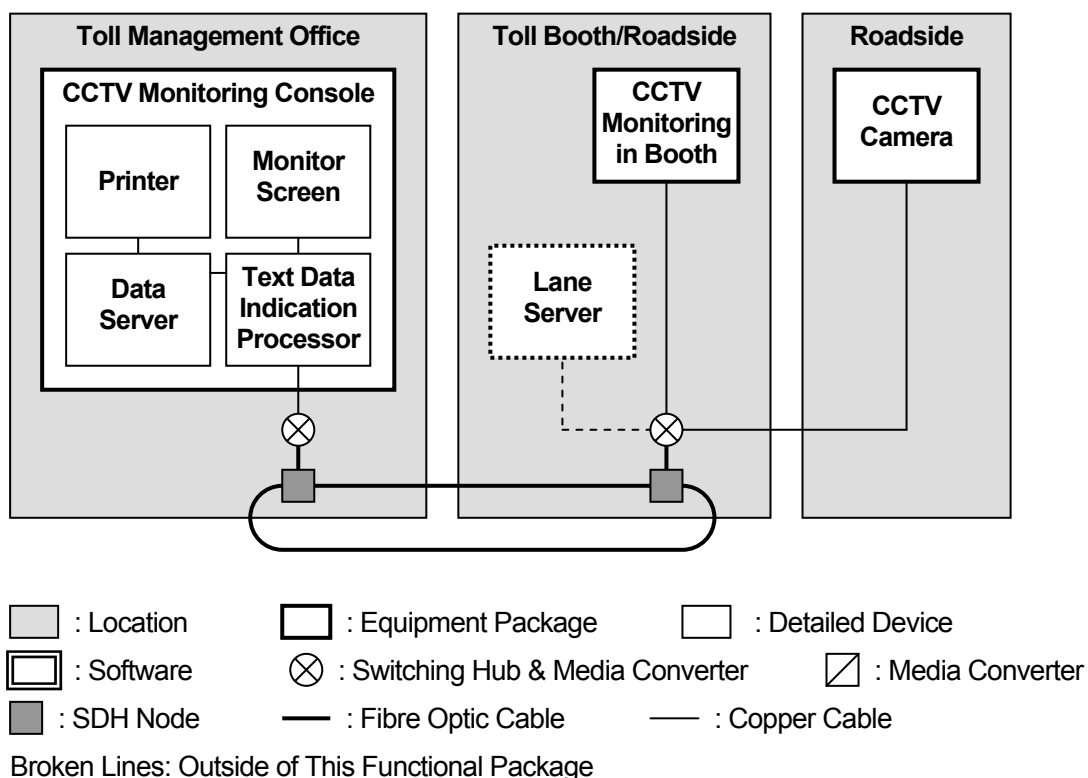 Toll Management Office
CCTV Monitoring Console
Printer
Monitor
Screen
Data
Server
Text Data
Indication
Processor
Toll Booth/Roadside
CCTV
Monitoring
in Booth
Lane
Server
Roadside
CCTV
Camera
: Location
: Equipment Package
: Detailed Device
: Software
: Switching Hub & Media Converter
: Media Converter
: SDH Node
: Fibre Optic Cable
: Copper Cable
Broken Lines: Outside of This Functional Package